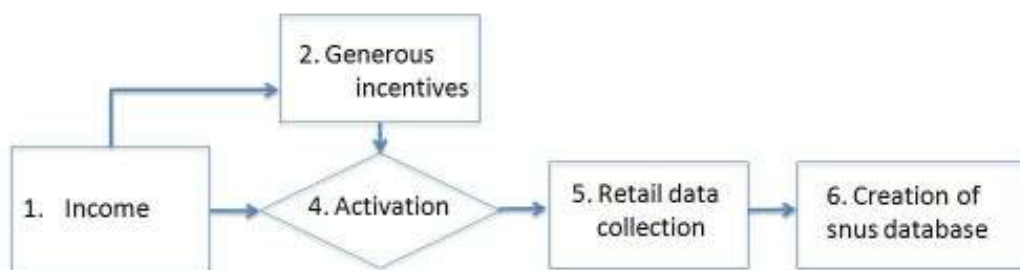 2. Generous
incentives
1. Income
4. Activation
5. Retail data
collection
6. Creation of
snus database